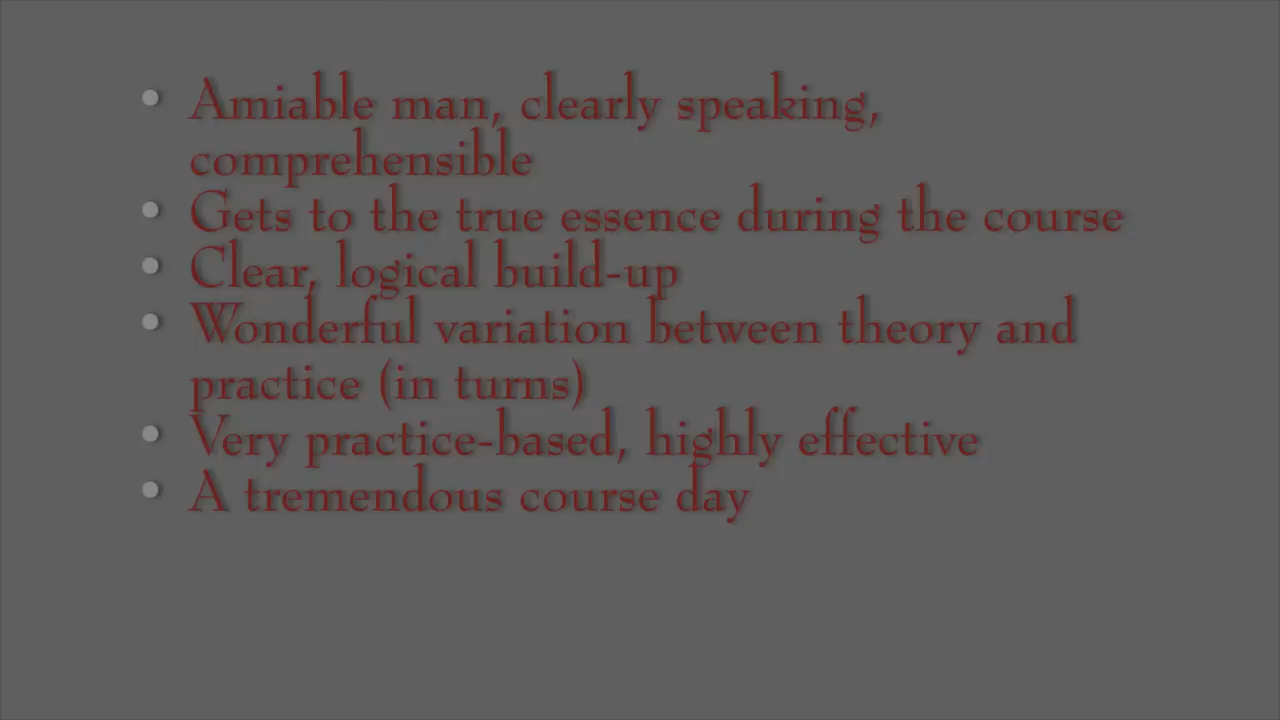 • Amiable man, clearly speaking,
comprehensible
• Gets to the true essence during the course
• Clear, logical build-up
• Wonderful variation between theory and
practice (in turns)
• Very practice-based, highly effective
• A tremendous course day